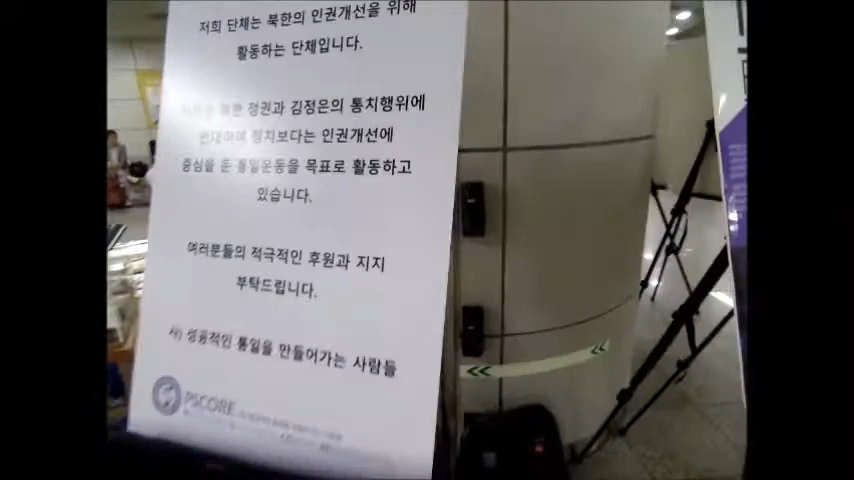 저희 단체는 북한의 인권개선을 위해
활동하는 단체입니다.
정권과 김정은의 통치행위에
반대하며 정치보다는 인권개선에
중심을 둔 통일운동을 목표로 활동하고
있습니다.
여러분들의 적극적인 후원과 지지
부탁드립니다.
사) 성공적인 통일을 만들어가는 사람들
PSCORE